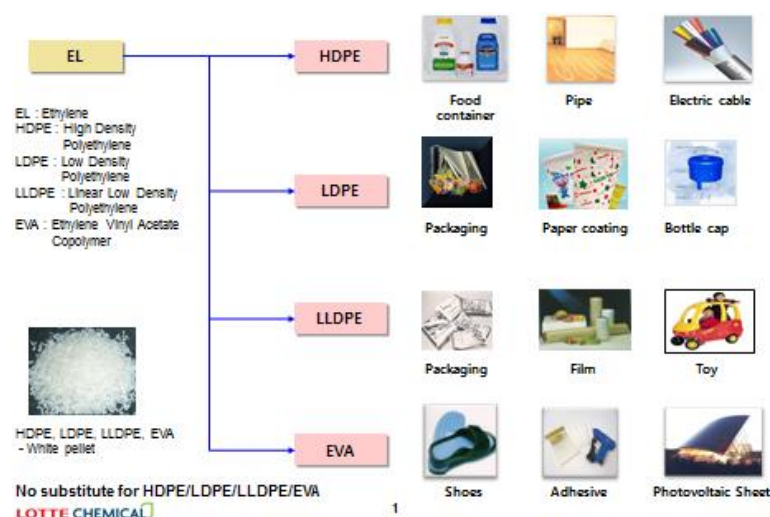 EL
HDPE
Food
container
Pipe
Electric cable
EL : Ethylene
HDPE : High Density
Polyethylene
LDPE : Low Density
Polyethylene
LLDPE : Linear Low Density
Polyethylene
EVA : Ethylene Vinyl Acetate
Copolymer
LDPE
Packaging
Paper coating
Bottle cap
LLDPE
Packaging
Film
Toy
HDPE, LDPE, LLDPE, EVA
- White pellet
EVA
Shoes
Adhesive
Photovoltaic Sheet
No substitute for HDPE/LDPE/LLDPE/EVA
LOTTE CHEMICAL
1